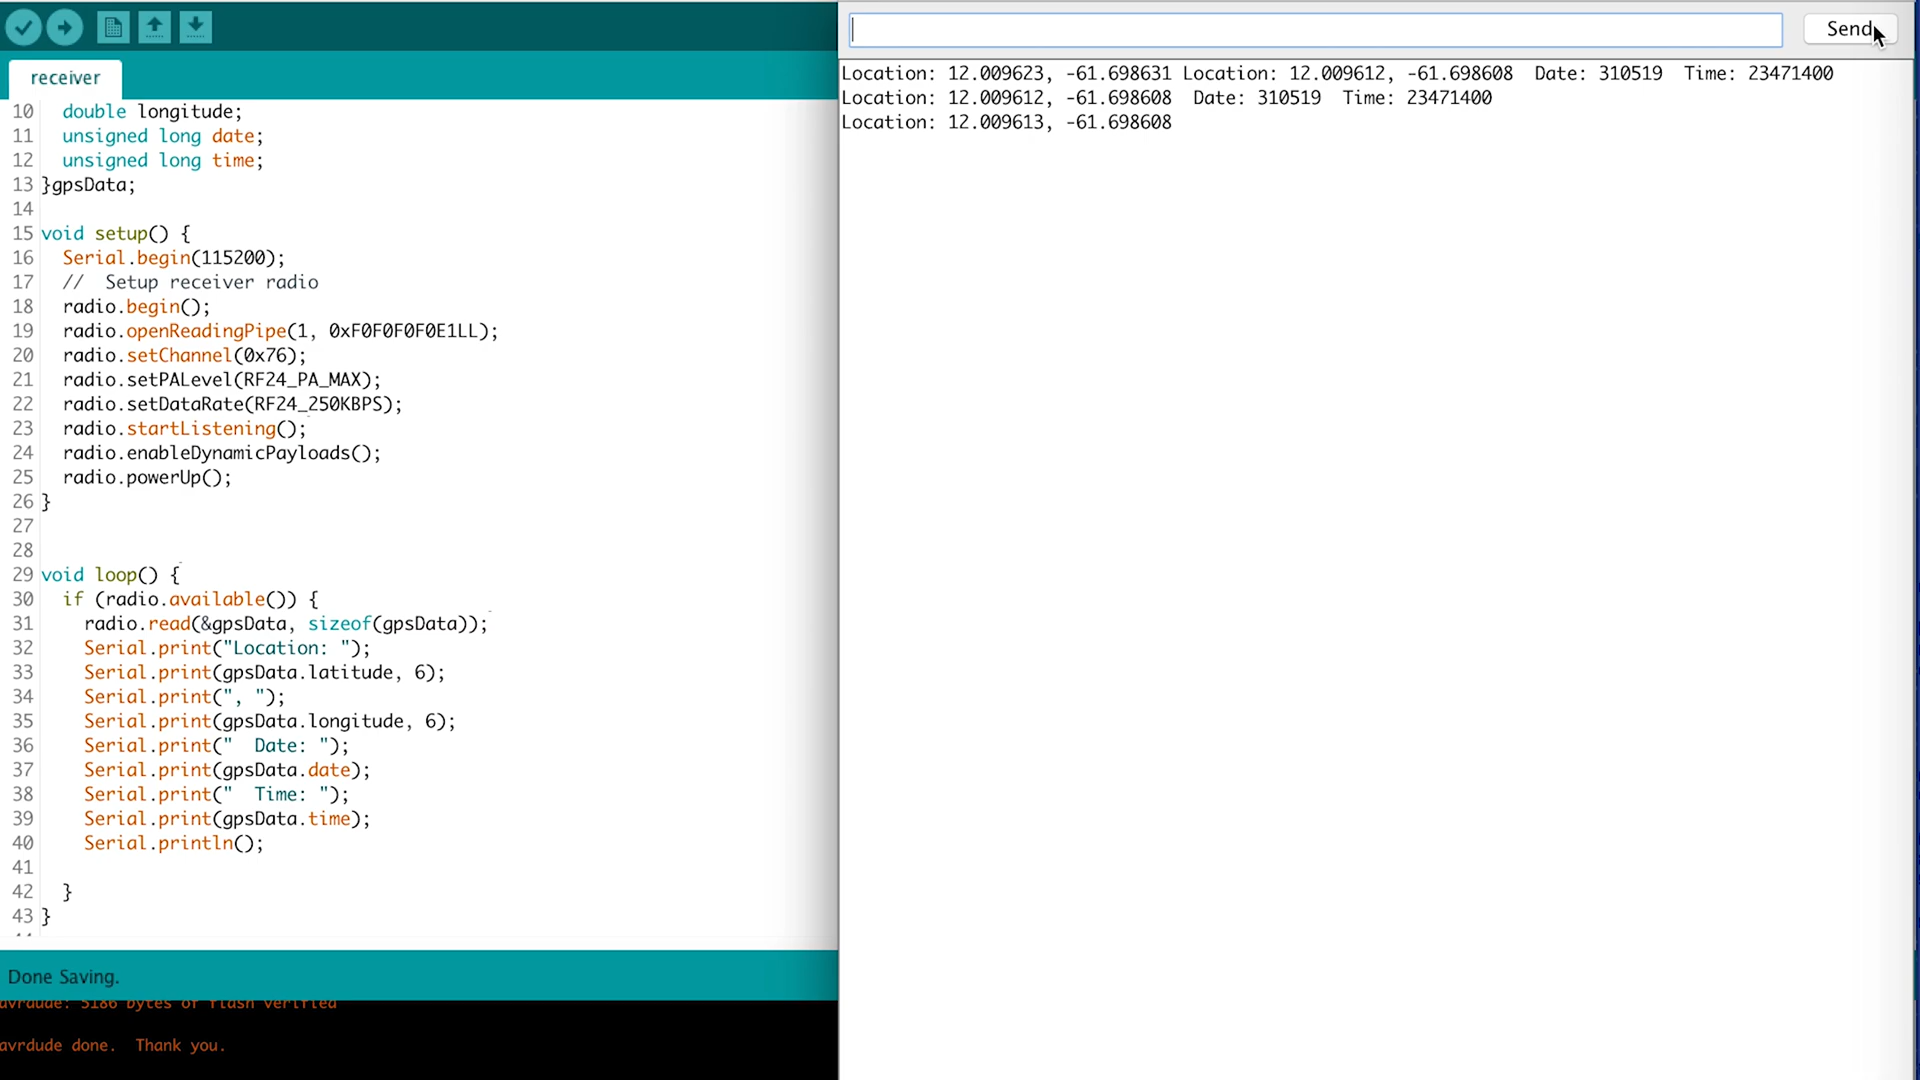 receiver
10 double longitude;
11 unsigned long date;
12 unsigned long time;
13 }gpsData;
14
15 void setup() {
16 Serial.begin(115200);
17 // Setup receiver radio
18 radio.begin();
19 radio.openReadingPipe(1, 0xF0F0F0F0E1LL);
20 radio.setChannel(0x76);
21 radio.setPALevel(RF24_PA_MAX);
22 radio.setDataRate(RF24_250KBPS);
23 radio.startListening();
24 radio.enableDynamicPayloads();
25 radio.powerUp();
26 }
27
28
29 void loop() {
30 if (radio.available()) {
31 radio.read(&gpsData, sizeof(gpsData));
32 Serial.print("Location: ");
33 Serial.print(gpsData.latitude, 6);
34 Serial.print(", ");
35 Serial.print(gpsData.longitude, 6);
36 Serial.print("  Date: ");
37 Serial.print(gpsData.date);
38 Serial.print("  Time: ");
39 Serial.print(gpsData.time);
40 Serial.println();
41
42 }
43 }
Done Saving.
avrdude: 5186 bytes of flash verified
avrdude done.  Thank you.
Send
Location: 12.009623, -61.698631 Location: 12.009612, -61.698608  Date: 310519  Time: 23471400
Location: 12.009612, -61.698608  Date: 310519  Time: 23471400
Location: 12.009613, -61.698608